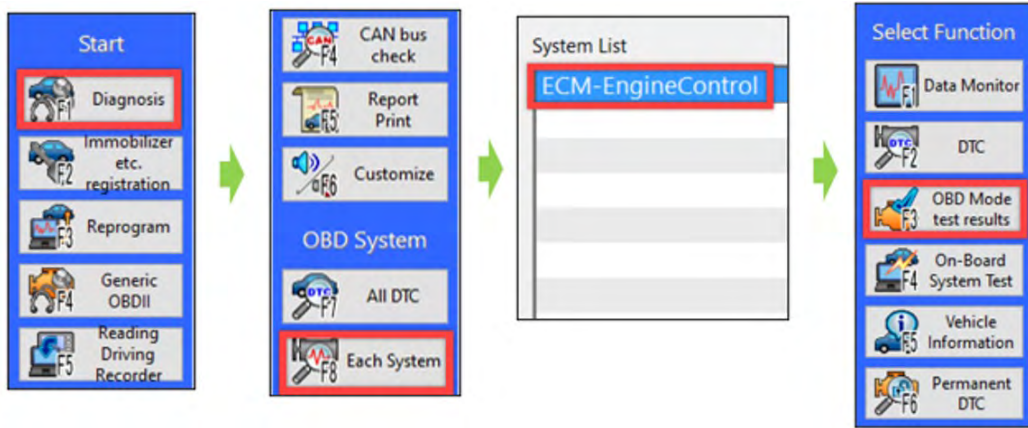 Start
F1
Diagnosis
F2
Immobilizer
etc.
registration
F3
Reprogram
F4
Generic
OBDII
F5
Reading
Driving
Recorder
CAN
F4
CAN bus
check
F5
Report
Print
F6
Customize
OBD System
DTC
F7
All DTC
F8
Each System
System List
ECM-EngineControl
Select Function
F1
Data Monitor
DTC
F2
DTC
F3
OBD Mode
test results
F4
On-Board
System Test
F5
Vehicle
Information
F6
Permanent
DTC